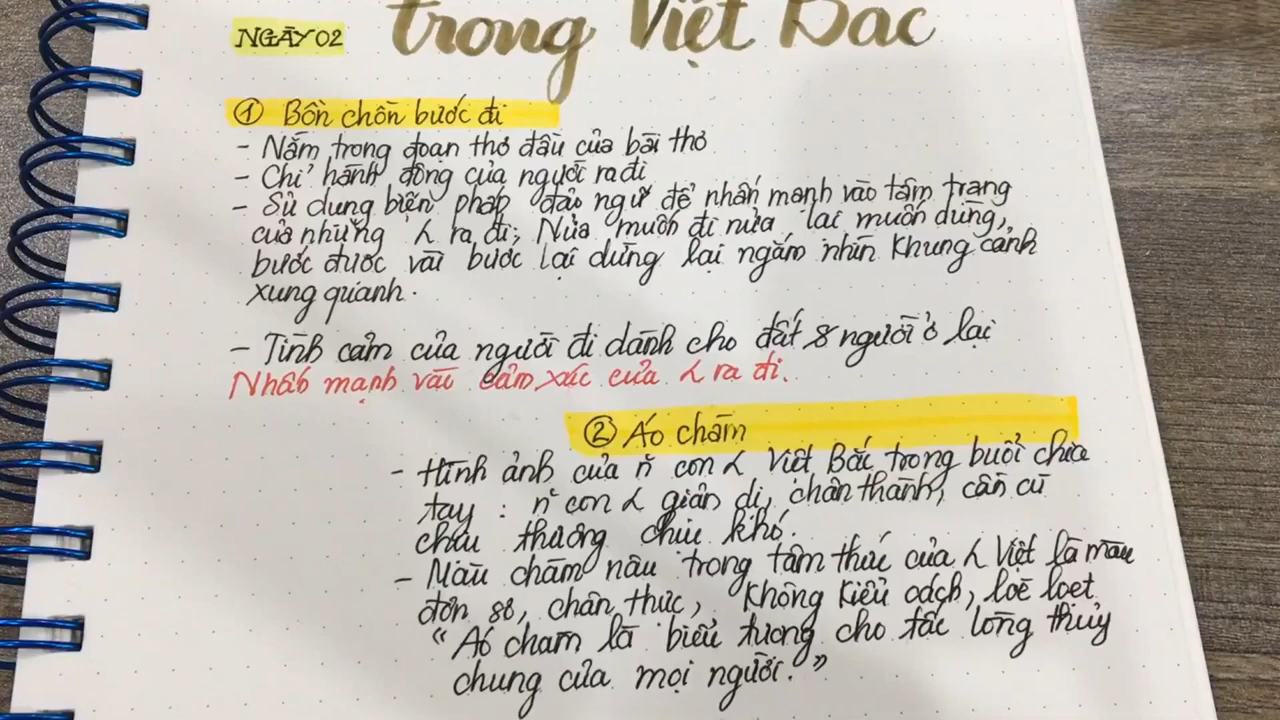 NGÀY 02
trong Việt Bắc
① Bồn chồn bước đi
- Nằm trong đoạn thơ đầu của bài thơ
- Chỉ hành động của người ra đi
- Sử dụng biện pháp đảo ngữ để nhấn mạnh vào tâm trạng
của những L ra đi; Nửa muốn đi nửa lại muốn dừng,
bước được vài bước lại dừng lại ngắm nhìn khung cảnh
xung quanh.
- Tình cảm của người đi dành cho đất & người ở lại
Nhấn mạnh vào cảm xúc của L ra đi.
② Áo chàm
- Hình ảnh của n~ con L Việt Bắc trong buổi chia
tay : n~ con L giản dị, chân thành, cần cù
chịu thương chịu khó.
- Màu chàm nâu trong tâm thức của L Việt là màu
đơn sơ, chân thực, không kiểu cách, loè loẹt
“Áo chàm là biểu tượng cho tấc lòng thủy
chung của mọi người.”